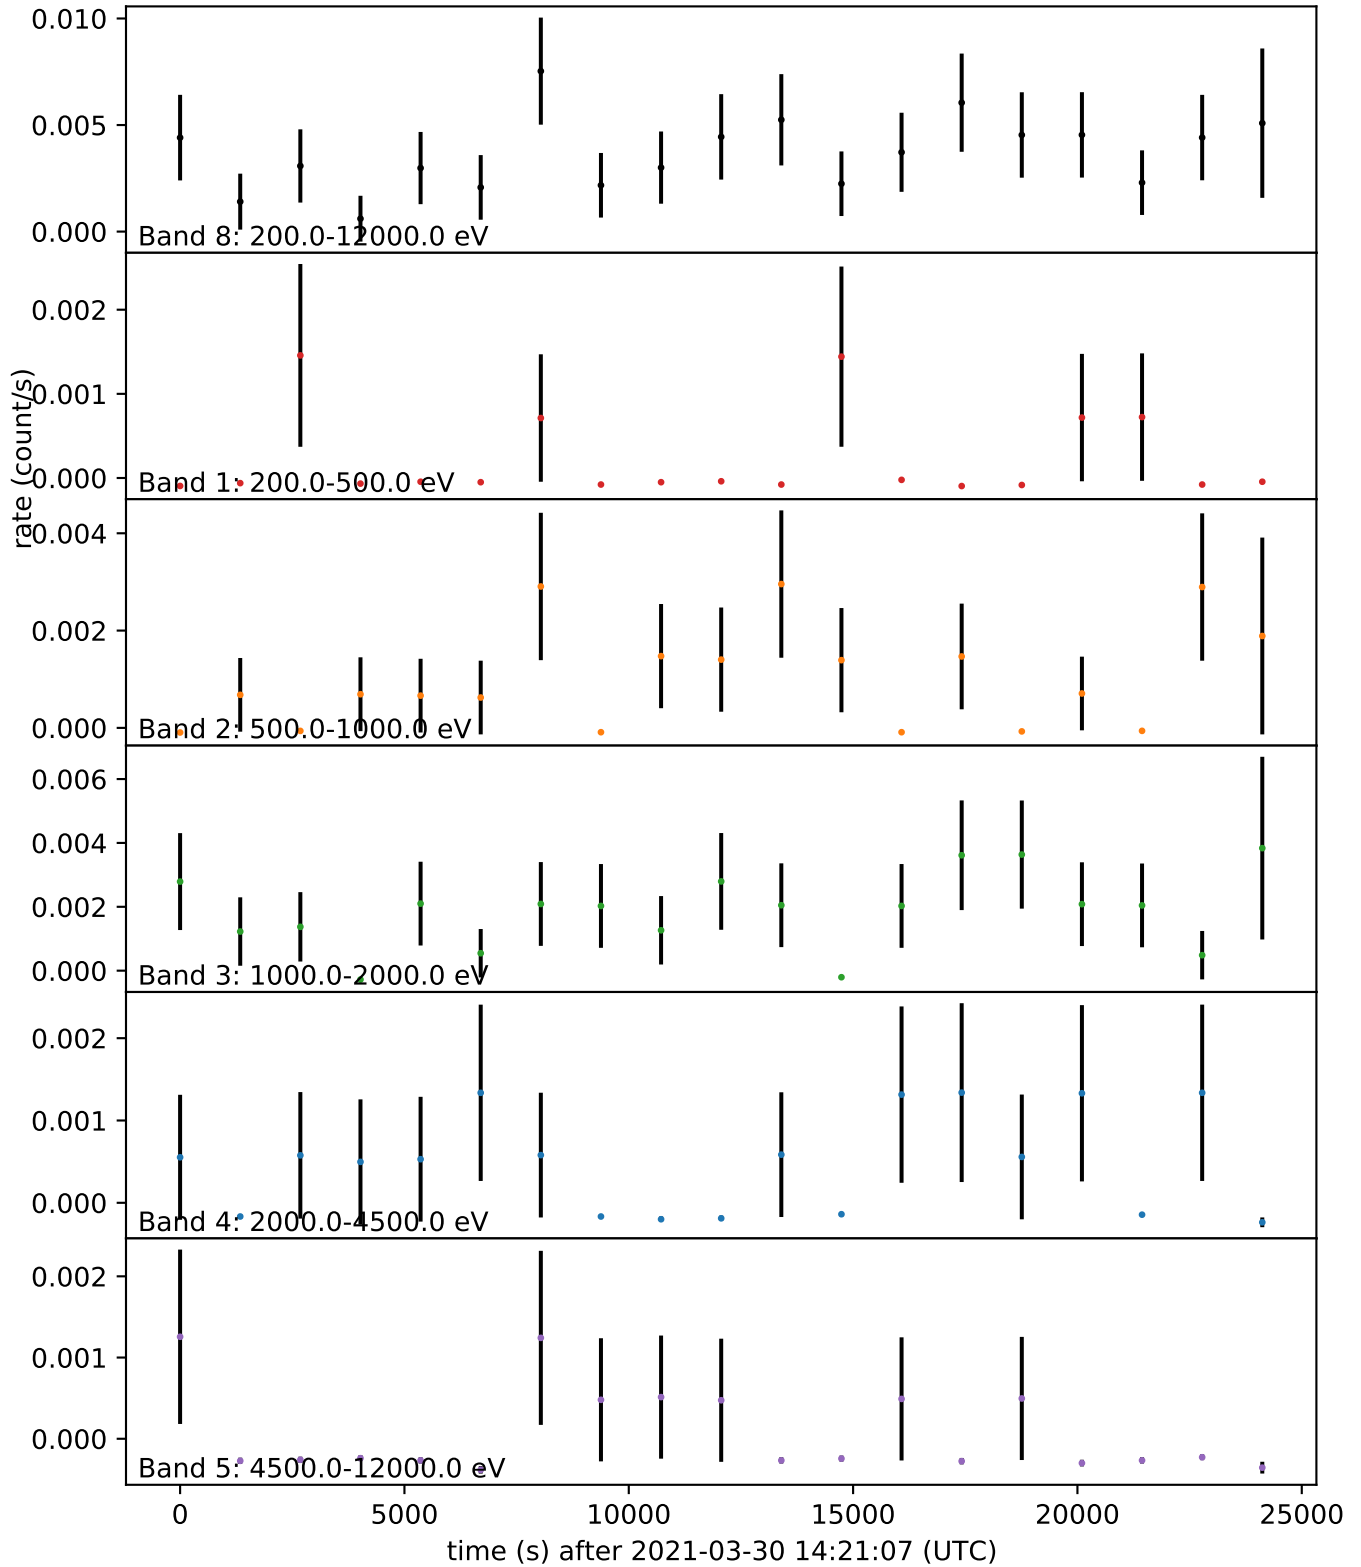 0.010
0.005
0.000
Band 8: 200.0-12000.0 eV
0.002
0.001
0.000
Band 1: 200.0-500.0 eV
rate (count/s)
0.004
0.002
0.000
Band 2: 500.0-1000.0 eV
0.006
0.004
0.002
0.000
Band 3: 1000.0-2000.0 eV
0.002
0.001
0.000
Band 4: 2000.0-4500.0 eV
0.002
0.001
0.000
Band 5: 4500.0-12000.0 eV
0 5000 10000 15000 20000 25000
time (s) after 2021-03-30 14:21:07 (UTC)